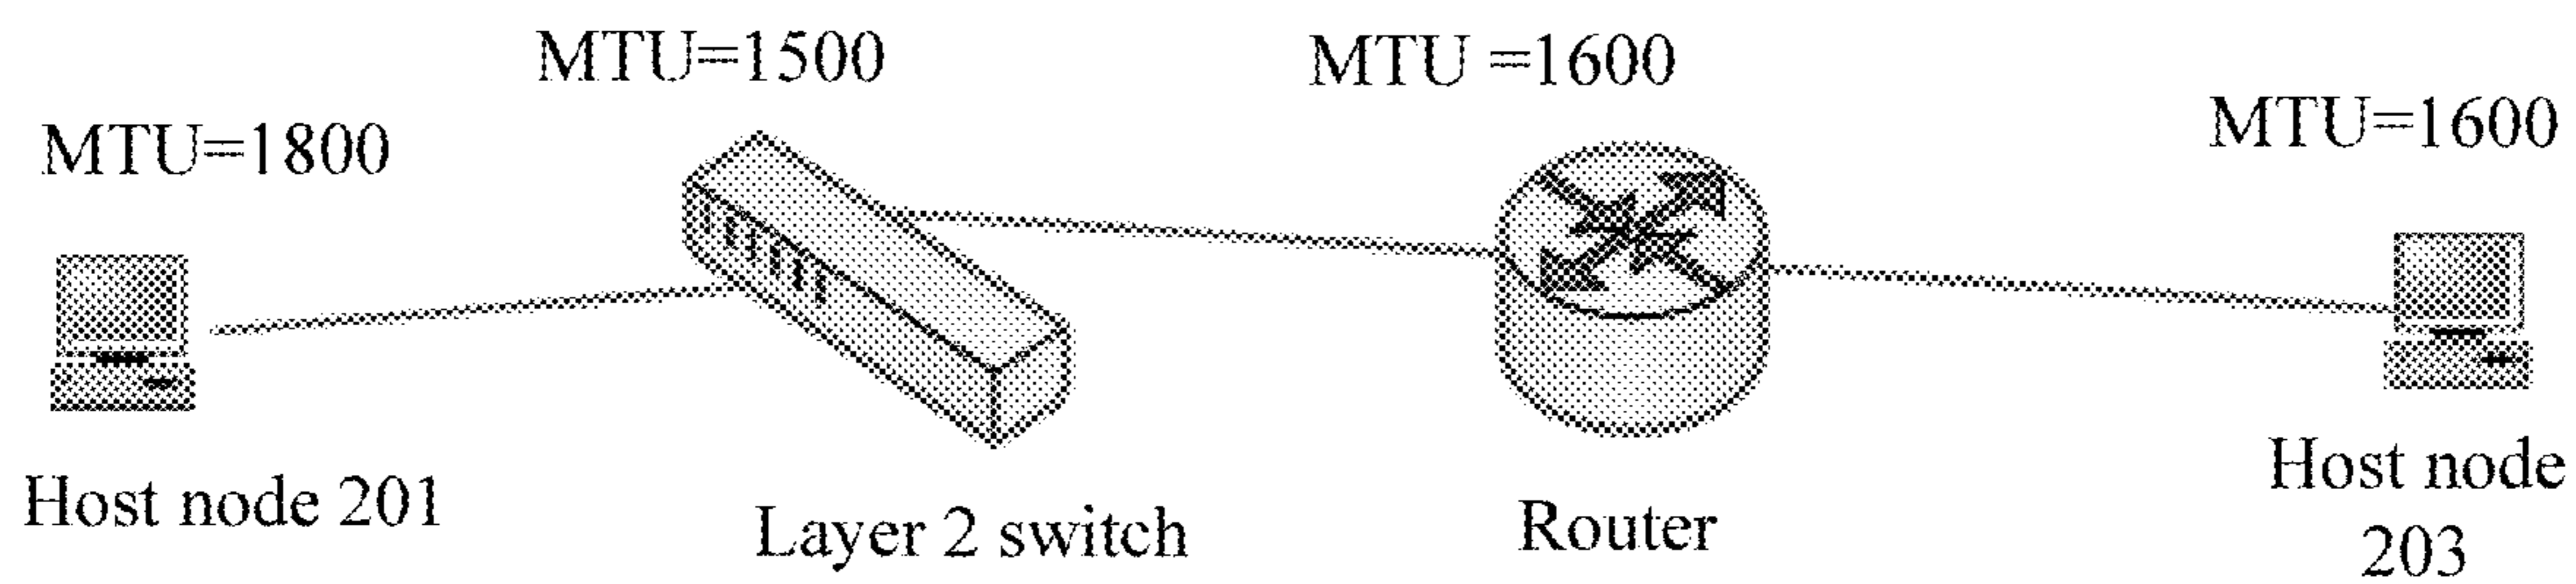 MTU=1500
MTU =1600
MTU=1800
MTU=1600
Host node 201
Layer 2 switch
Router
Host node
203